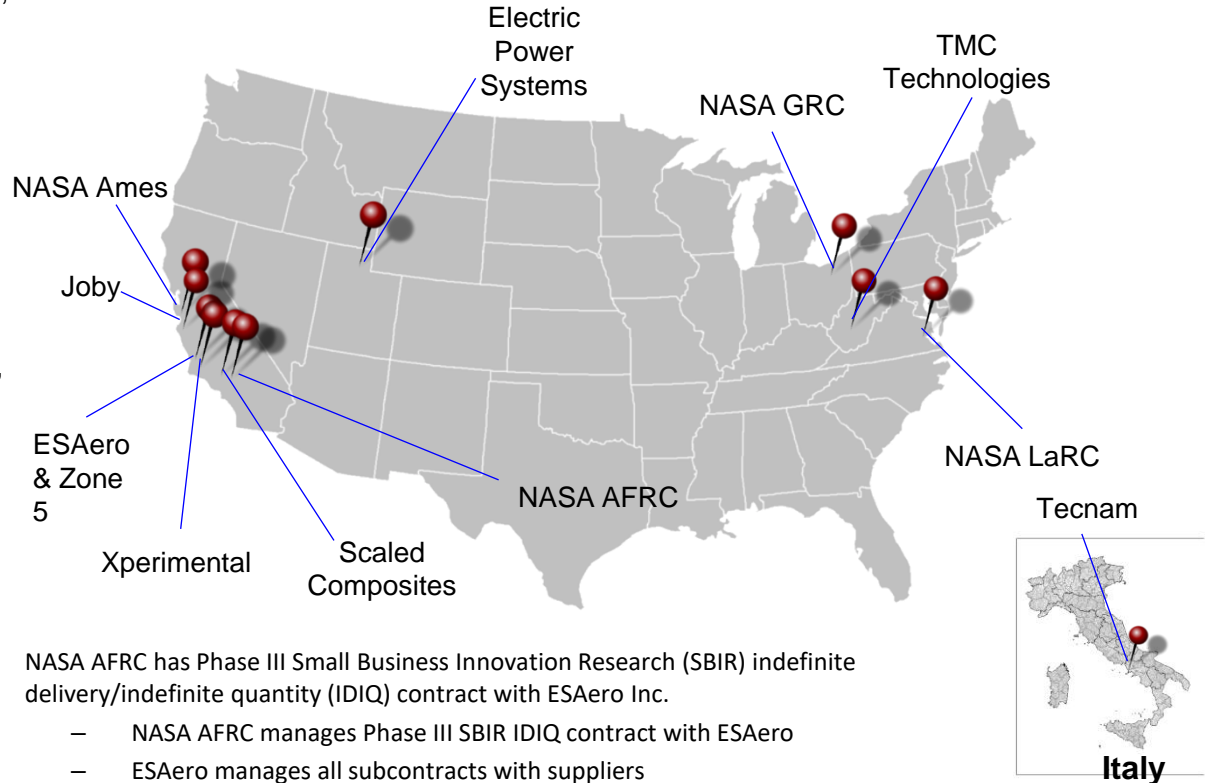 Electric
Power
Systems
TMC
Technologies
NASA GRC
NASA Ames
Joby
ESAero
& Zone
5
NASA AFRC
NASA LaRC
Tecnam
Xperimental
Scaled
Composites
NASA AFRC has Phase III Small Business Innovation Research (SBIR) indefinite
delivery/indefinite quantity (IDIQ) contract with ESAero Inc.
– NASA AFRC manages Phase III SBIR IDIQ contract with ESAero
– ESAero manages all subcontracts with suppliers
Italy